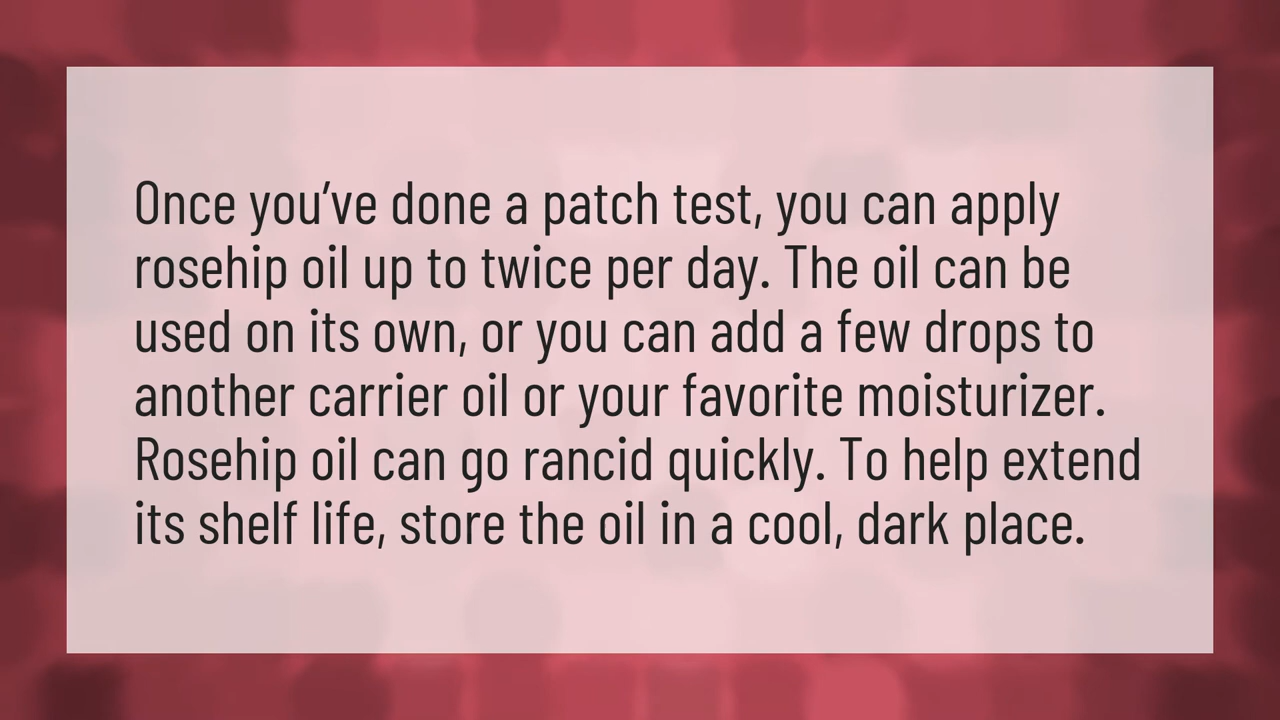 Once you’ve done a patch test, you can apply
rosehip oil up to twice per day. The oil can be
used on its own, or you can add a few drops to
another carrier oil or your favorite moisturizer.
Rosehip oil can go rancid quickly. To help extend
its shelf life, store the oil in a cool, dark place.